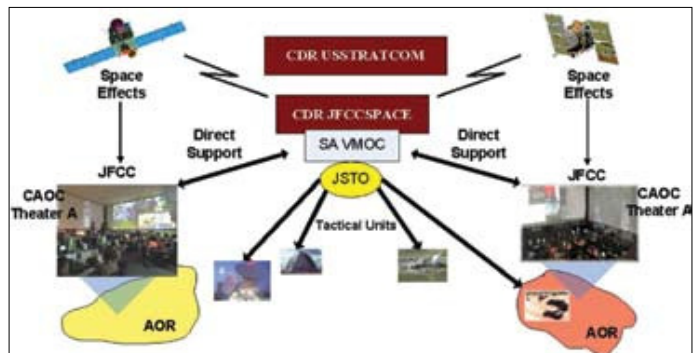 CDR USSTRATCOM
Space
Effects
Space
Effects
CDR JFCCSPACE
Direct
Support
SA VMOC
Direct
Support
JFCC
JSTO
JFCC
CAOC
Theater A
CAOC
Theater A
Tactical Units
AOR
AOR